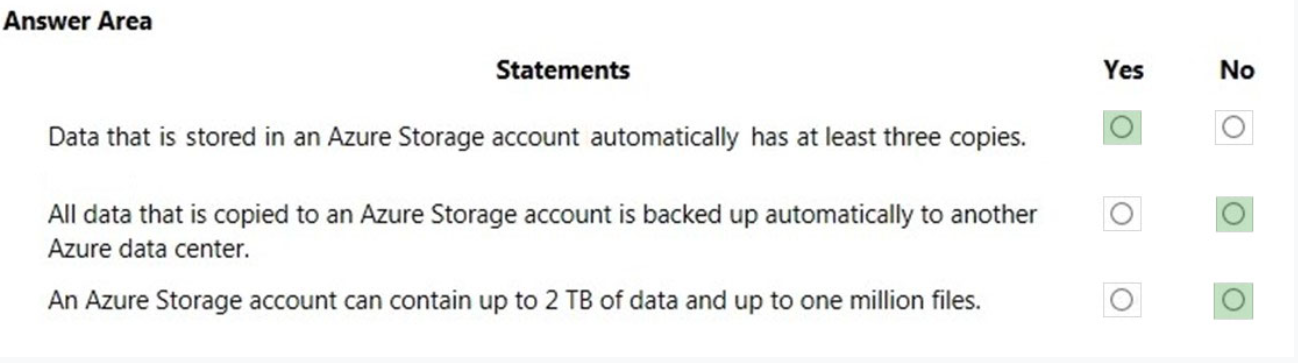 Answer Area
Statements Yes No
Data that is stored in an Azure Storage account automatically has at least three copies.
All data that is copied to an Azure Storage account is backed up automatically to another
Azure data center.
An Azure Storage account can contain up to 2 TB of data and up to one million files.